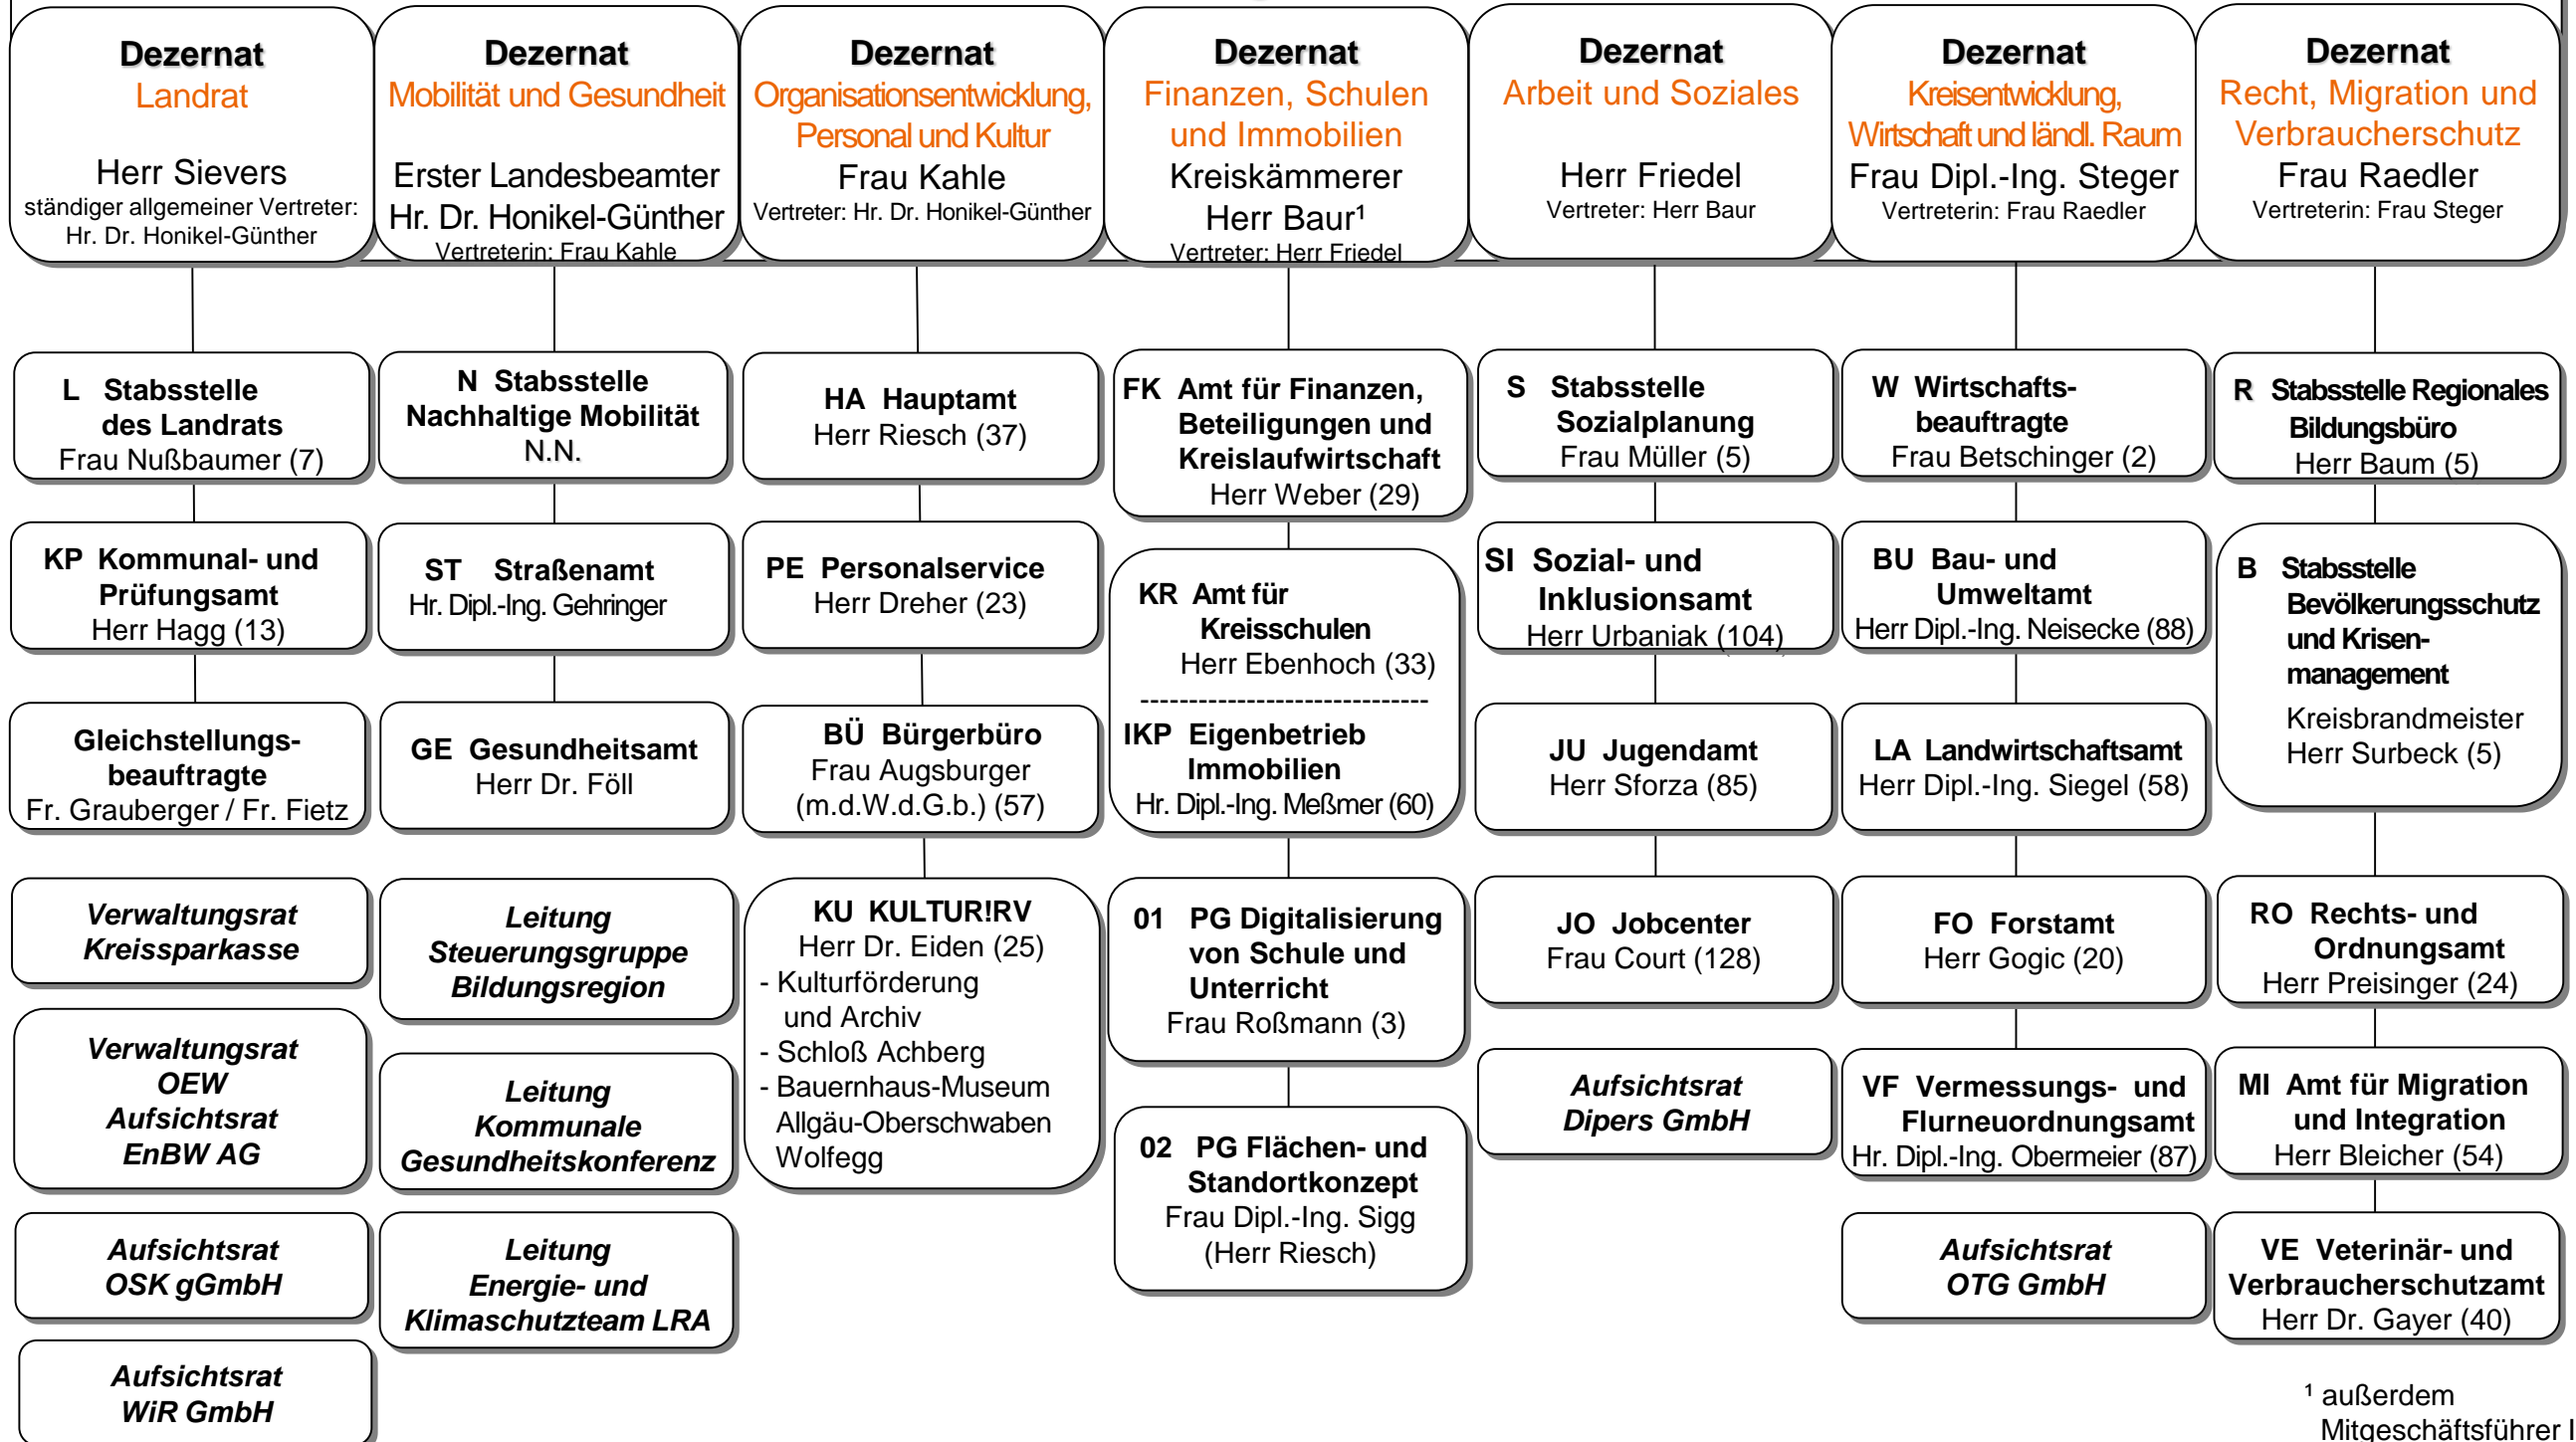 Dezernat
Landrat
Herr Sievers
ständiger allgemeiner Vertreter:
Hr. Dr. Honikel-Günther
Dezernat
Mobilität und Gesundheit
Erster Landesbeamter
Hr. Dr. Honikel-Günther
Vertreterin: Frau Kahle
Dezernat
Organisationsentwicklung,
Personal und Kultur
Frau Kahle
Vertreter: Hr. Dr. Honikel-Günther
Dezernat
Finanzen, Schulen
und Immobilien
Kreiskämmerer
Herr Baur¹
Vertreter: Herr Friedel
Dezernat
Arbeit und Soziales
Herr Friedel
Vertreter: Herr Baur
Dezernat
Kreisentwicklung,
Wirtschaft und ländl. Raum
Frau Dipl.-Ing. Steger
Vertreterin: Frau Raedler
Dezernat
Recht, Migration und
Verbraucherschutz
Frau Raedler
Vertreterin: Frau Steger
L Stabsstelle
des Landrats
Frau Nußbaumer (7)
KP Kommunal- und
Prüfungsamt
Herr Hagg (13)
Gleichstellungs-
beauftragte
Fr. Grauberger / Fr. Fietz
Verwaltungsrat
Kreissparkasse
Verwaltungsrat
OEW
Aufsichtsrat
EnBW AG
Aufsichtsrat
OSK gGmbH
Aufsichtsrat
WiR GmbH
N Stabsstelle
Nachhaltige Mobilität
N.N.
ST Straßenamt
Hr. Dipl.-Ing. Gehringer
GE Gesundheitsamt
Herr Dr. Föll
Leitung
Steuerungsgruppe
Bildungsregion
Leitung
Kommunale
Gesundheitskonferenz
Leitung
Energie- und
Klimaschutzteam LRA
HA Hauptamt
Herr Riesch (37)
PE Personalservice
Herr Dreher (23)
BÜ Bürgerbüro
Frau Augsburger
(m.d.W.d.G.b.) (57)
KU KULTUR!RV
Herr Dr. Eiden (25)
- Kulturförderung
und Archiv
- Schloß Achberg
- Bauernhaus-Museum
Allgäu-Oberschwaben
Wolfegg
FK Amt für Finanzen,
Beteiligungen und
Kreislaufwirtschaft
Herr Weber (29)
KR Amt für
Kreisschulen
Herr Ebenhoch (33)
-----------------------------
IKP Eigenbetrieb
Immobilien
Hr. Dipl.-Ing. Meßmer (60)
01 PG Digitalisierung
von Schule und
Unterricht
Frau Roßmann (3)
02 PG Flächen- und
Standortkonzept
Frau Dipl.-Ing. Sigg
(Herr Riesch)
S Stabsstelle
Sozialplanung
Frau Müller (5)
SI Sozial- und
Inklusionsamt
Herr Urbaniak (104)
JU Jugendamt
Herr Sforza (85)
JO Jobcenter
Frau Court (128)
Aufsichtsrat
Dipers GmbH
W Wirtschafts-
beauftragte
Frau Betschinger (2)
BU Bau- und
Umweltamt
Herr Dipl.-Ing. Neisecke (88)
LA Landwirtschaftsamt
Herr Dipl.-Ing. Siegel (58)
FO Forstamt
Herr Gogic (20)
VF Vermessungs- und
Flurneuordnungsamt
Hr. Dipl.-Ing. Obermeier (87)
Aufsichtsrat
OTG GmbH
R Stabsstelle Regionales
Bildungsbüro
Herr Baum (5)
B Stabsstelle
Bevölkerungsschutz
und Krisen-
management
Kreisbrandmeister
Herr Surbeck (5)
RO Rechts- und
Ordnungsamt
Herr Preisinger (24)
MI Amt für Migration
und Integration
Herr Bleicher (54)
VE Veterinär- und
Verbraucherschutzamt
Herr Dr. Gayer (40)
¹ außerdem
Mitgeschäftsführer